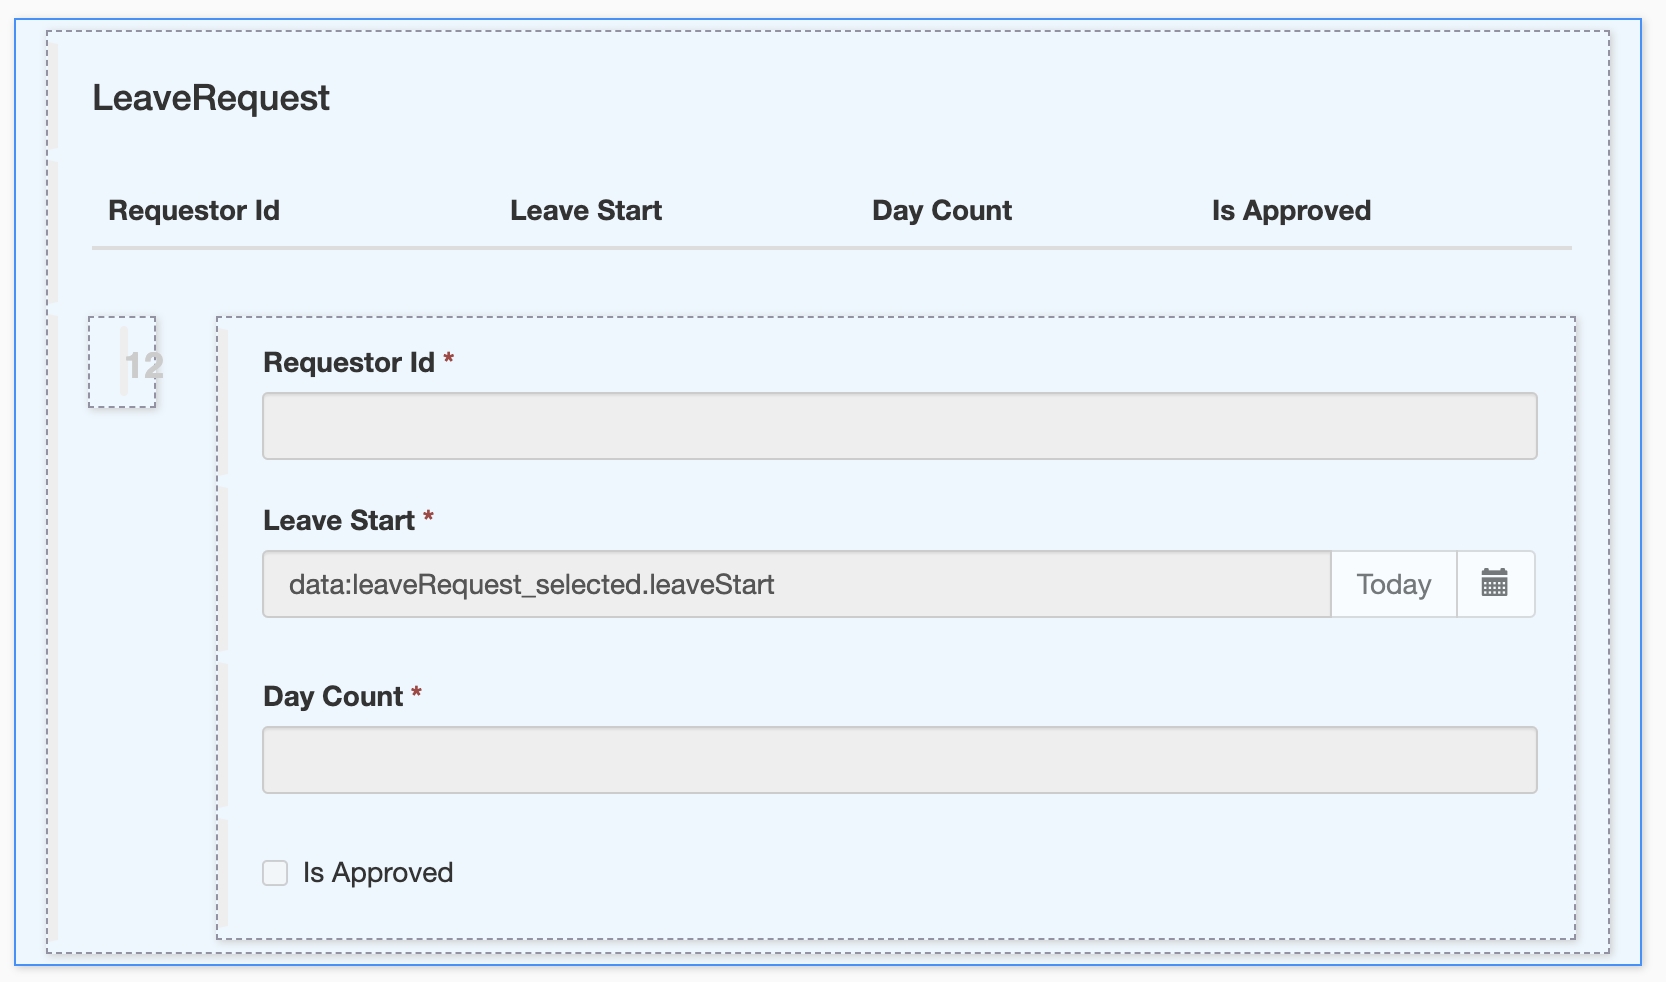 LeaveRequest
Requestor Id Leave Start Day Count Is Approved
12
Requestor Id *
Leave Start *
data:leaveRequest_selected.leaveStart Today
Day Count *
Is Approved